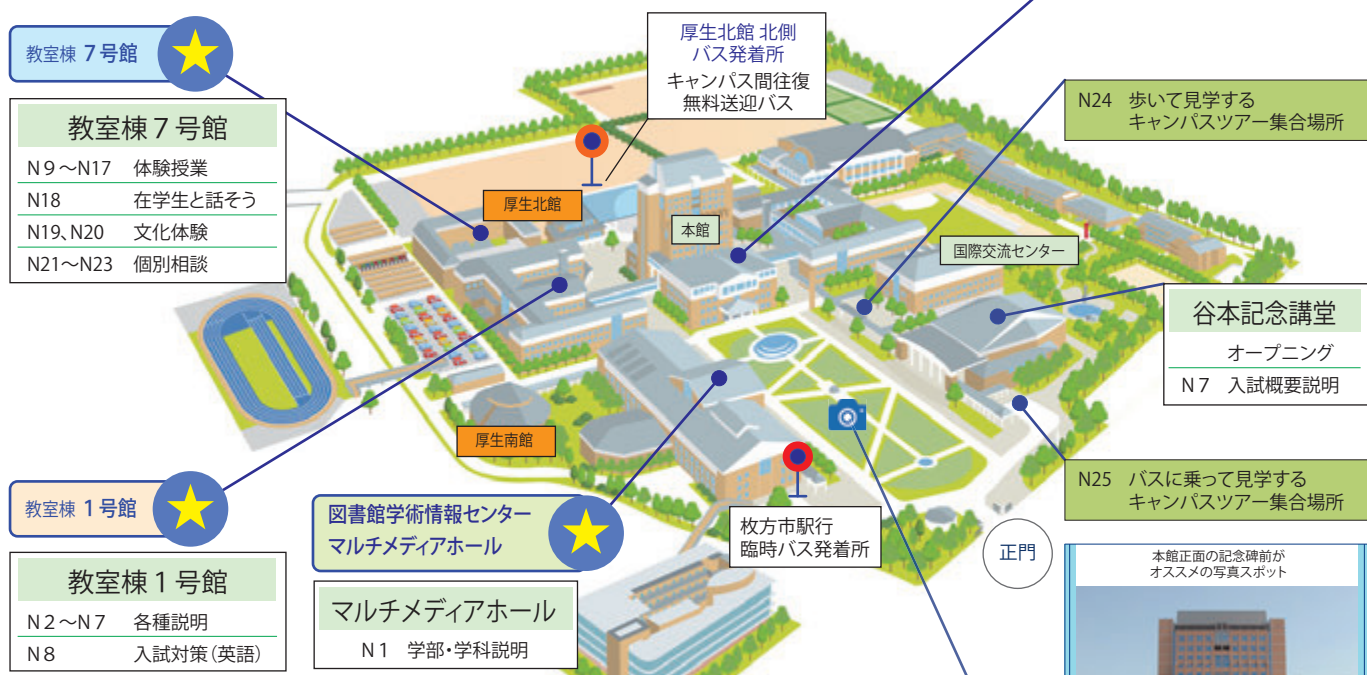 教室棟 7号館
教室棟 7 号館
N 9〜N17 体験授業
N18 在学生と話そう
N19、N20 文化体験
N21〜N23 個別相談
厚生北館 北側
バス発着所
キャンパス間往復
無料送迎バス
N24 歩いて見学する
キャンパスツアー集合場所
厚生北館
本館
国際交流センター
谷本記念講堂
オープニング
N 7 入試概要説明
厚生南館
教室棟 1号館
教室棟 1 号館
N 2〜N 7 各種説明
N 8 入試対策(英語)
図書館学術情報センター
マルチメディアホール
マルチメディアホール
N 1 学部・学科説明
枚方市駅行
臨時バス発着所
正門
N25 バスに乗って見学する
キャンパスツアー集合場所
本館正面の記念碑前が
オススメの写真スポット